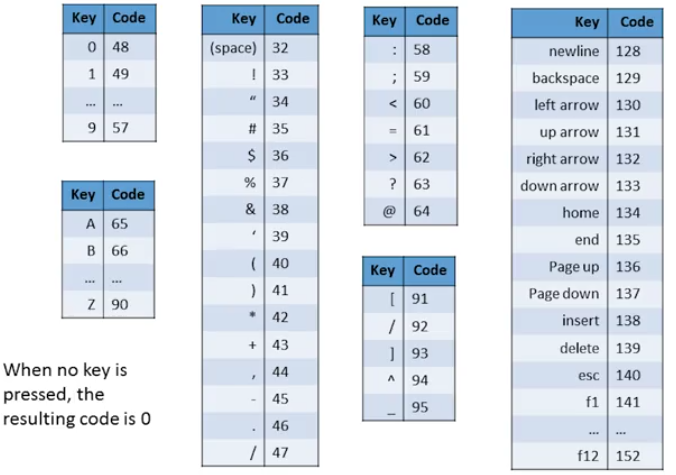 Key Code
0 48
1 49
... ...
9 57
Key Code
A 65
B 66
... ...
Z 90
When no key is
pressed, the
resulting code is 0
Key Code
(space) 32
! 33
“ 34
# 35
$ 36
% 37
& 38
‘ 39
( 40
) 41
* 42
+ 43
, 44
- 45
. 46
/ 47
Key Code
: 58
; 59
< 60
= 61
> 62
? 63
@ 64
Key Code
[ 91
/ 92
] 93
^ 94
_ 95
Key Code
newline 128
backspace 129
left arrow 130
up arrow 131
right arrow 132
down arrow 133
home 134
end 135
Page up 136
Page down 137
insert 138
delete 139
esc 140
f1 141
... ...
f12 152